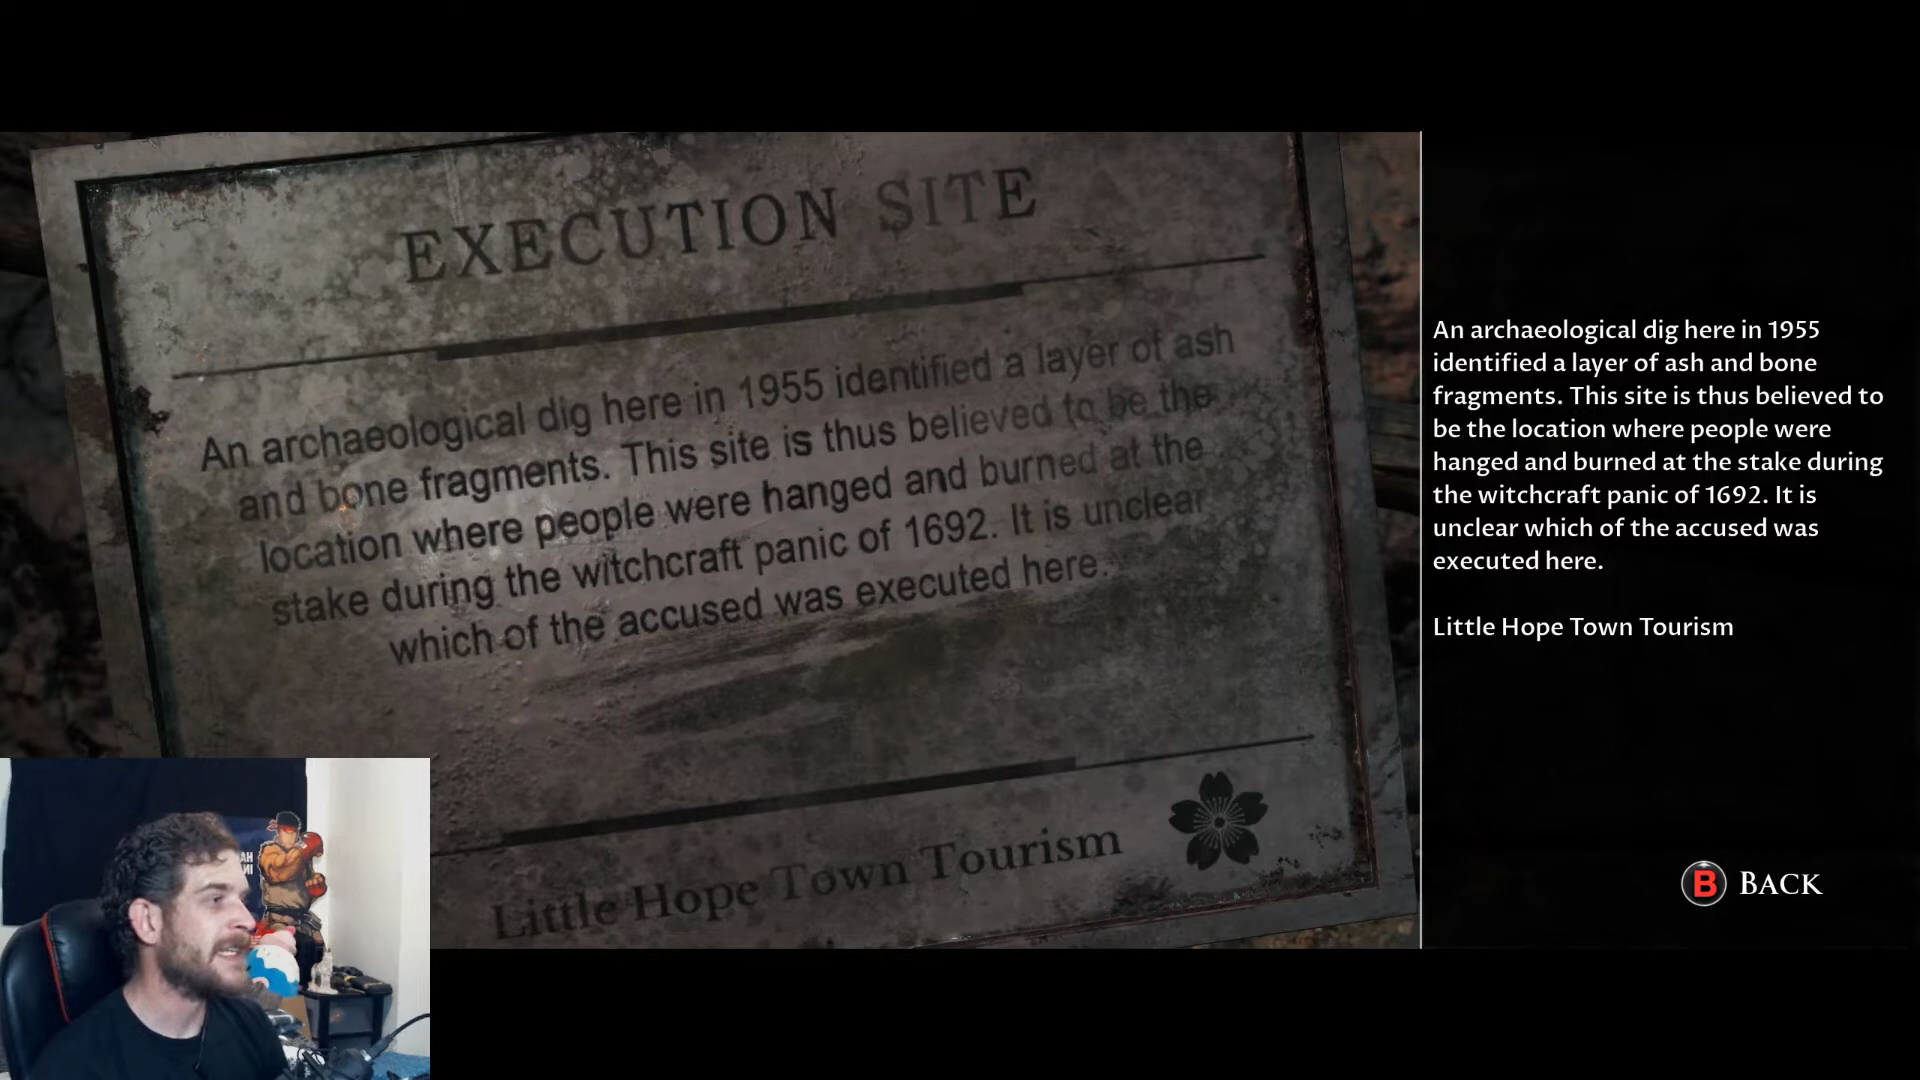 EXECUTION SITE
An archaeological dig here in 1955 identified a layer of ash
and bone fragments. This site is thus believed to be the
location where people were hanged and burned at the
stake during the witchcraft panic of 1692. It is unclear
which of the accused was executed here.
Little Hope Town Tourism
An archaeological dig here in 1955
identified a layer of ash and bone
fragments. This site is thus believed to
be the location where people were
hanged and burned at the stake during
the witchcraft panic of 1692. It is
unclear which of the accused was
executed here.
Little Hope Town Tourism
B BACK